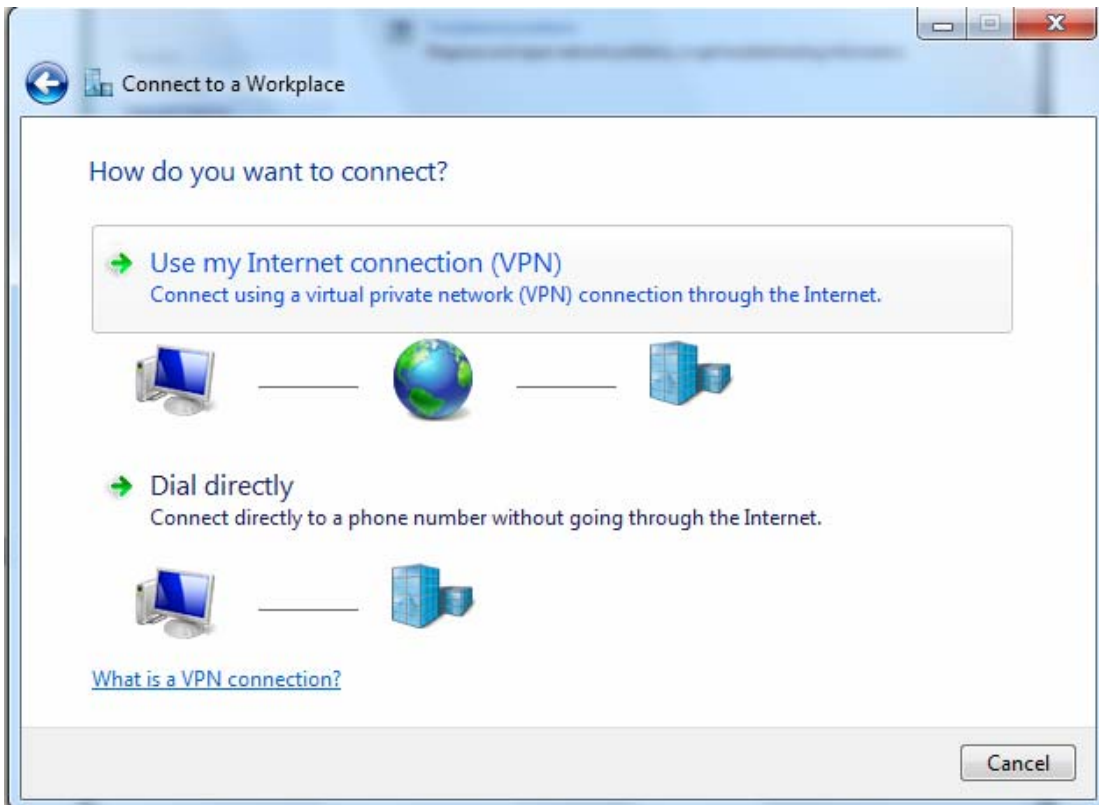 Connect to a Workplace
How do you want to connect?
Use my Internet connection (VPN)
Connect using a virtual private network (VPN) connection through the Internet.
Dial directly
Connect directly to a phone number without going through the Internet.
What is a VPN connection?
Cancel